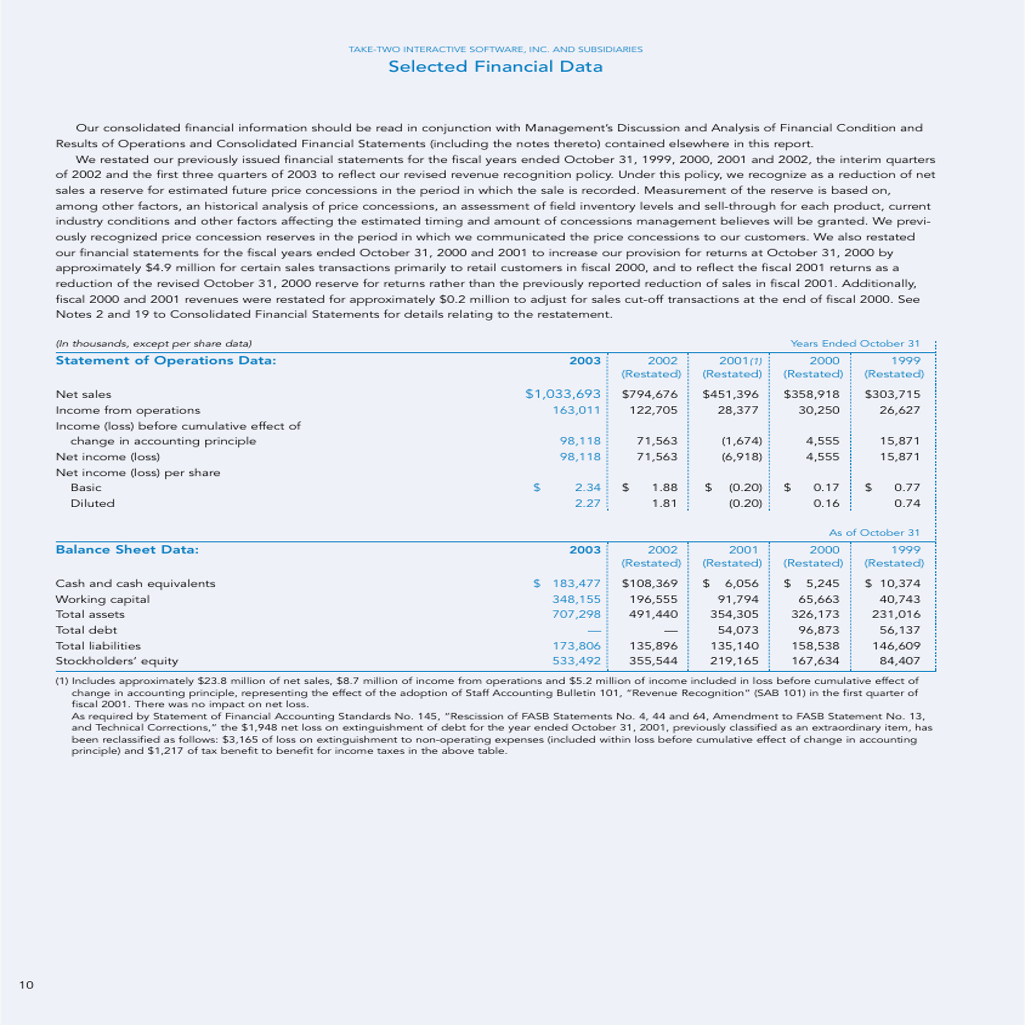 TAKE-TWO INTERACTIVE SOFTWARE, INC. AND SUBSIDIARIES
Selected Financial Data
Our consolidated financial information should be read in conjunction with Management's Discussion and Analysis of Financial Condition and
Results of Operations and Consolidated Financial Statements (including the notes thereto) contained elsewhere in this report.
We restated our previously issued financial statements for the fiscal years ended October 31, 1999, 2000, 2001 and 2002, the interim quarters
of 2002 and the first three quarters of 2003 to reflect our revised revenue recognition policy. Under this policy, we recognize as a reduction of net
sales a reserve for estimated future price concessions in the period in which the sale is recorded. Measurement of the reserve is based on,
among other factors, an historical analysis of price concessions, an assessment of field inventory levels and sell-through for each product, current
industry conditions and other factors affecting the estimated timing and amount of concessions management believes will be granted. We previ-
ously recognized price concession reserves in the period in which we communicated the price concessions to our customers. We also restated
our financial statements for the fiscal years ended October 31, 2000 and 2001 to increase our provision for returns at October 31, 2000 by
approximately $4.9 million for certain sales transactions primarily to retail customers in fiscal 2000, and to reflect the fiscal 2001 returns as a
reduction of the revised October 31, 2000 reserve for returns rather than the previously reported reduction of sales in fiscal 2001. Additionally,
fiscal 2000 and 2001 revenues were restated for approximately $0.2 million to adjust for sales cut-off transactions at the end of fiscal 2000. See
Notes 2 and 19 to Consolidated Financial Statements for details relating to the restatement.
(In thousands, except per share data) Years Ended October 31
Statement of Operations Data: 2003 2002 2001(1) 2000 1999
(Restated) (Restated) (Restated) (Restated)
Net sales $1,033,693 $794,676 $451,396 $358,918 $303,715
Income from operations 163,011 122,705 28,377 30,250 26,627
Income (loss) before cumulative effect of
change in accounting principle 98,118 71,563 (1,674) 4,555 15,871
Net income (loss) 98,118 71,563 (6,918) 4,555 15,871
Net income (loss) per share
Basic $ 2.34 $ 1.88 $ (0.20) $ 0.17 $ 0.77
Diluted 2.27 1.81 (0.20) 0.16 0.74
As of October 31
Balance Sheet Data: 2003 2002 2001 2000 1999
(Restated) (Restated) (Restated) (Restated)
Cash and cash equivalents $ 183,477 $108,369 $ 6,056 $ 5,245 $ 10,374
Working capital 348,155 196,555 91,794 65,663 40,743
Total assets 707,298 491,440 354,305 326,173 231,016
Total debt — — 54,073 96,873 56,137
Total liabilities 173,806 135,896 135,140 158,538 146,609
Stockholders' equity 533,492 355,544 219,165 167,634 84,407
(1) Includes approximately $23.8 million of net sales, $8.7 million of income from operations and $5.2 million of income included in loss before cumulative effect of
change in accounting principle, representing the effect of the adoption of Staff Accounting Bulletin 101, "Revenue Recognition" (SAB 101) in the first quarter of
fiscal 2001. There was no impact on net loss.
As required by Statement of Financial Accounting Standards No. 145, "Rescission of FASB Statements No. 4, 44 and 64, Amendment to FASB Statement No. 13,
and Technical Corrections," the $1,948 net loss on extinguishment of debt for the year ended October 31, 2001, previously classified as an extraordinary item, has
been reclassified as follows: $3,165 of loss on extinguishment to non-operating expenses (included within loss before cumulative effect of change in accounting
principle) and $1,217 of tax benefit to benefit for income taxes in the above table.
10